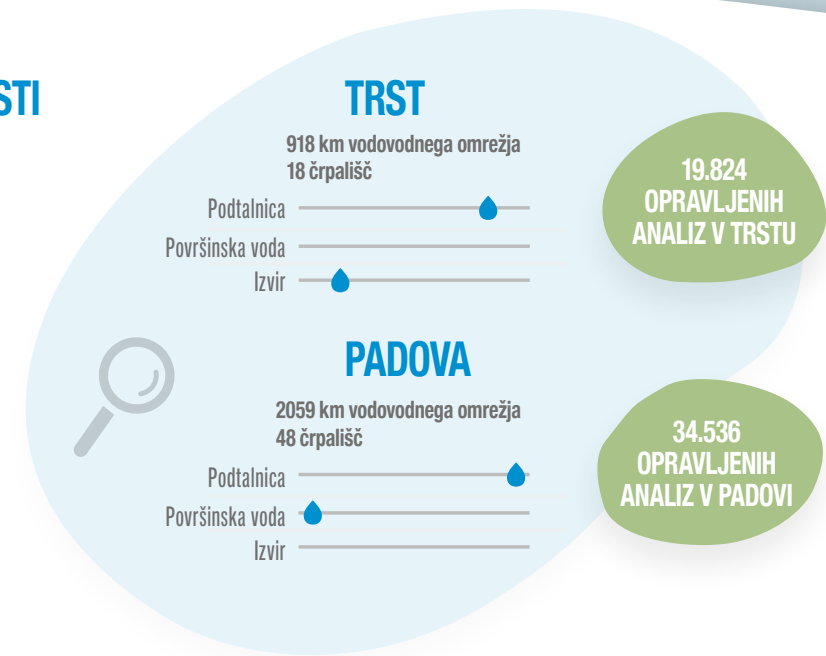 STI
TRST
918 km vodovodnega omrežja
18 črpališč
Podtalnica
Površinska voda
Izvir
19.824
OPRAVLJENIH
ANALIZ V TRSTU
PADOVA
2059 km vodovodnega omrežja
48 črpališč
Podtalnica
Površinska voda
Izvir
34.536
OPRAVLJENIH
ANALIZ V PADOVI